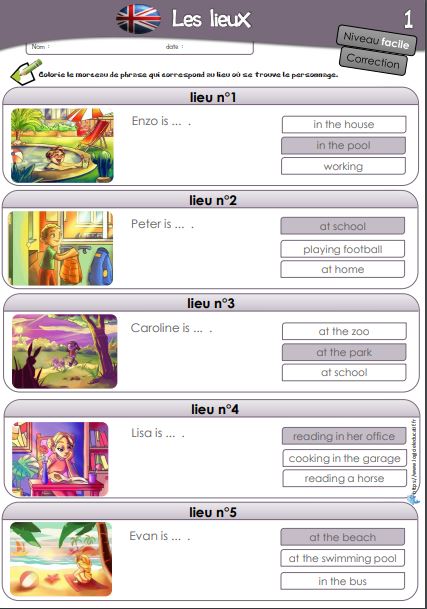 Les lieux
1
Niveau facile
Correction
Nom :
date :
Colorie le morceau de phrase qui correspond au lieu où se trouve le personnage.
lieu n°1
Enzo is ... .
in the house
in the pool
working
lieu n°2
Peter is ... .
at school
playing football
at home
lieu n°3
Caroline is ... .
at the zoo
at the park
at school
lieu n°4
Lisa is ... .
reading in her office
cooking in the garage
reading a horse
lieu n°5
Evan is ... .
at the beach
at the swimming pool
in the bus